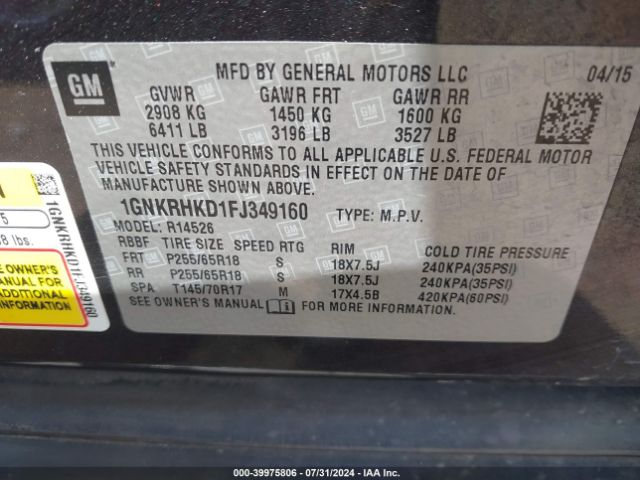 GM
MFD BY GENERAL MOTORS LLC 04/15
GVWR GAWR FRT GAWR RR
2908 KG 1450 KG 1600 KG
6411 LB 3196 LB 3527 LB
THIS VEHICLE CONFORMS TO ALL APPLICABLE U.S. FEDERAL MOTOR
VEHICLE SAFETY STANDARDS IN EFFECT ON THE DATE OF
MANUFACTURE SHOWN ABOVE.
1GNKRHKD1FJ349160 TYPE: M.P.V.
MODEL: R14526
RBBF TIRE SIZE SPEED RTG RIM COLD TIRE PRESSURE
FRT P255/65R18 S 18X7.5J 240KPA(35PSI)
RR P255/65R18 S 18X7.5J 240KPA(35PSI)
SPA T145/70R17 M 17X4.5B 420KPA(60PSI)
SEE OWNER'S MANUAL FOR MORE INFORMATION.
5
8 lbs.
1GNKRHKD1FJ349160
OWNER'S
MANUAL FOR
ADDITIONAL
INFORMATION
000-39975806 - 07/31/2024 - IAA Inc.